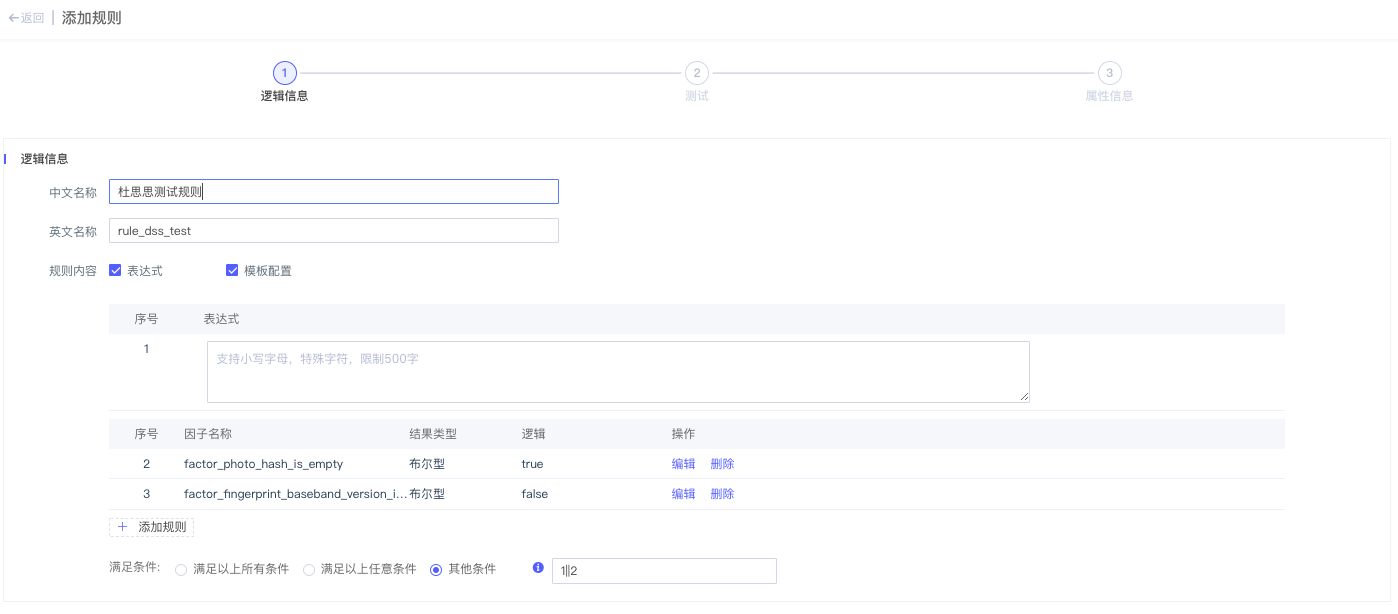 返回 添加规则
1 2 3
逻辑信息 测试 属性信息
逻辑信息
中文名称 杜思思测试规则
英文名称 rule_dss_test
规则内容 表达式 模板配置
序号 表达式
1 支持小写字母，特殊字符，限制500字
序号 因子名称 结果类型 逻辑 操作
2 factor_photo_hash_is_empty 布尔型 true 编辑 删除
3 factor_fingerprint_baseband_version_i... 布尔型 false 编辑 删除
+ 添加规则
满足条件: 满足以上所有条件 满足以上任意条件 其他条件 1||2